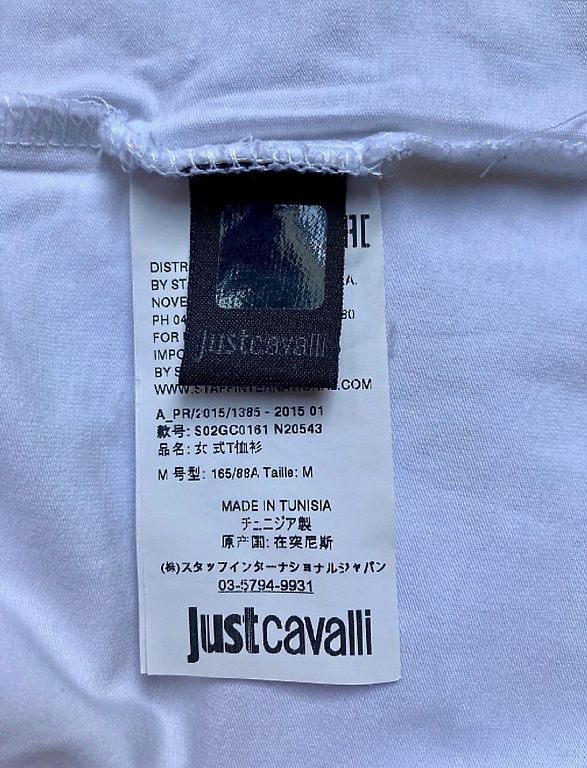 DISTR
BY ST
A.
NOVE
PH 04
80
FOR
IMPO
BY S
justcavalli
WWW.STAFFINTERNATIONAL.COM
A_PR/2015/1385 - 2015 01
款号: S02GC0161 N20543
品名: 女式T恤衫
M 号型: 165/88A Taille: M
MADE IN TUNISIA
チュニジア製
原产国: 在突尼斯
(株)スタッフインターナショナルジャパン
03-5794-9931
justcavalli